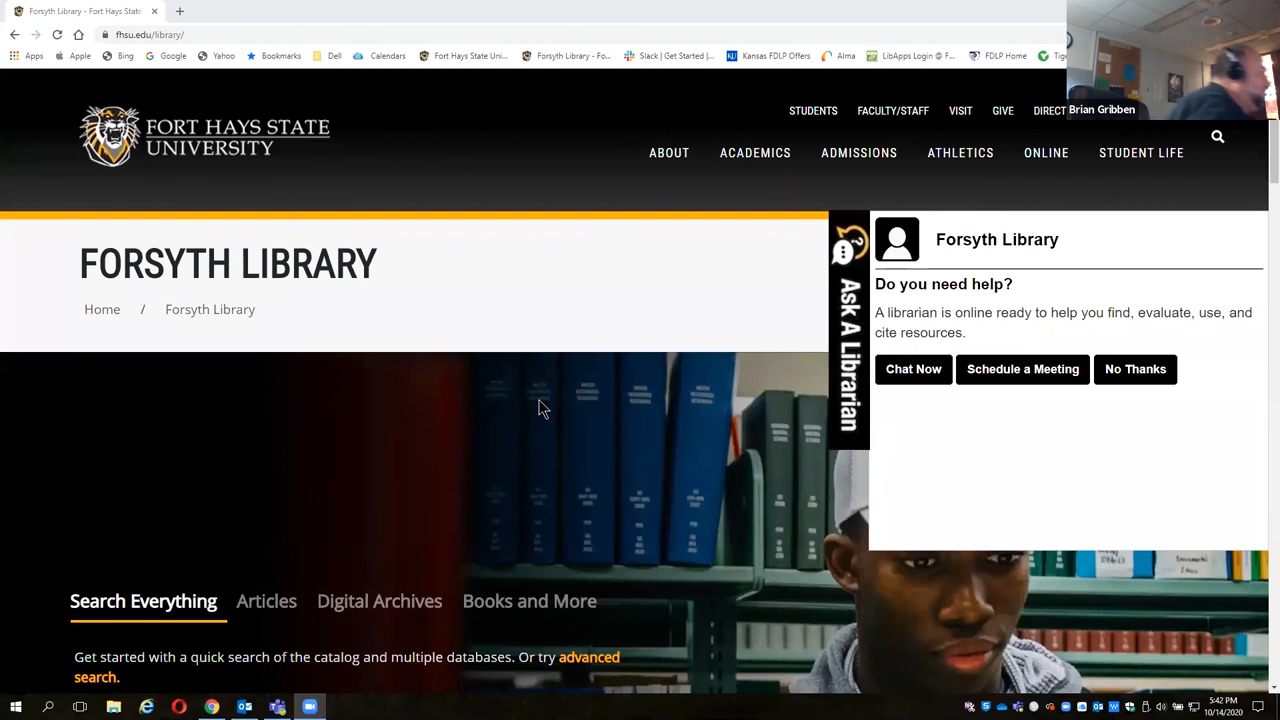 Forsyth Library - Fort Hays State
fhsu.edu/library/
Apps Apple Bing Google Yahoo Bookmarks Dell Calendars Fort Hays State Uni... Forsyth Library - Fo... Slack | Get Started |... Kansas FDLP Offers Alma LibApps Login @ F... FDLP Home
Brian Gribben
STUDENTS FACULTY/STAFF VISIT GIVE DIRECT
FORT HAYS STATE
UNIVERSITY
ABOUT ACADEMICS ADMISSIONS ATHLETICS ONLINE STUDENT LIFE
FORSYTH LIBRARY
Home / Forsyth Library
Ask A Librarian
Forsyth Library
Do you need help?
A librarian is online ready to help you find, evaluate, use, and
cite resources.
Chat Now Schedule a Meeting No Thanks
Search Everything Articles Digital Archives Books and More
Get started with a quick search of the catalog and multiple databases. Or try advanced
search.
5:42 PM
10/14/2020